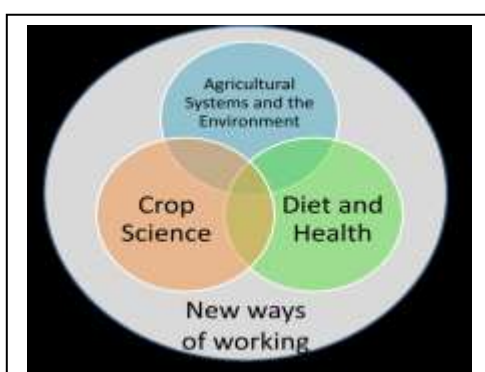 Agricultural
Systems and the
Environment
Crop
Science
Diet and
Health
New ways
of working